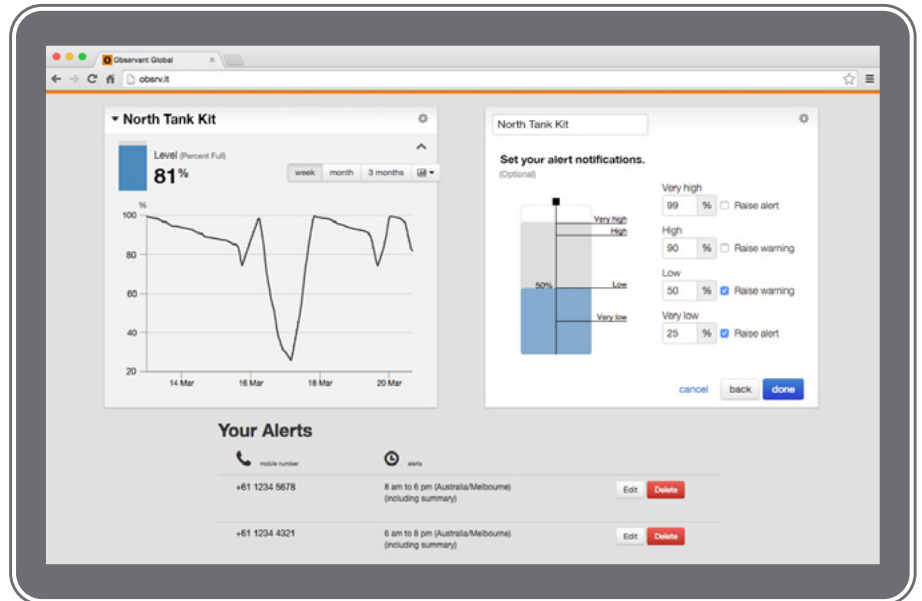 Observant Global
obsrv.it
North Tank Kit
Level (Percent Full)
81%
week month 3 months
%
100
80
60
40
20
14 Mar 16 Mar 18 Mar 20 Mar
North Tank Kit
Set your alert notifications.
(Optional)
Very high
High
50% Low
Very low
Very high
99 % Raise alert
High
90 % Raise warning
Low
50 % Raise warning
Very low
25 % Raise alert
cancel back done
Your Alerts
mobile number alerts
+61 1234 5678 8 am to 6 pm (Australia/Melbourne) Edit Delete
(including summary)
+61 1234 4321 6 am to 8 pm (Australia/Melbourne) Edit Delete
(including summary)